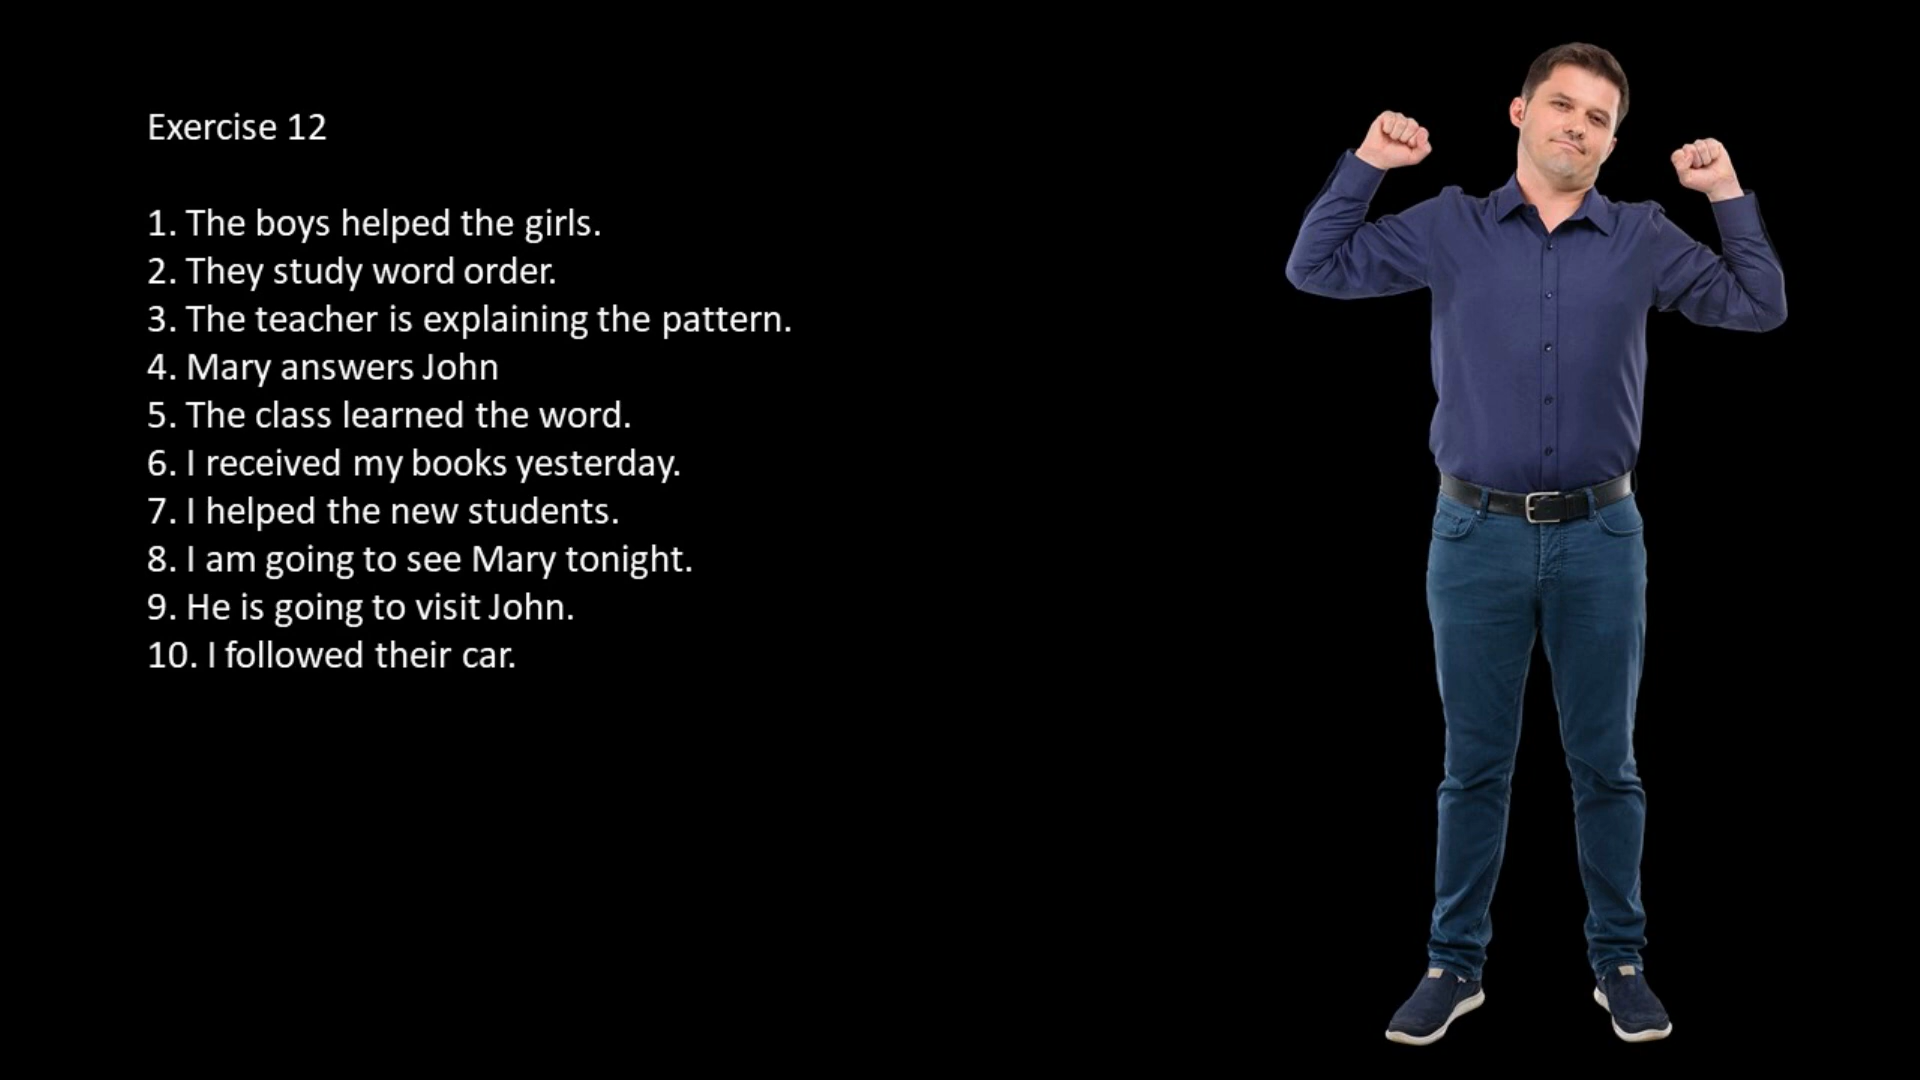 Exercise 12
1. The boys helped the girls.
2. They study word order.
3. The teacher is explaining the pattern.
4. Mary answers John
5. The class learned the word.
6. I received my books yesterday.
7. I helped the new students.
8. I am going to see Mary tonight.
9. He is going to visit John.
10. I followed their car.